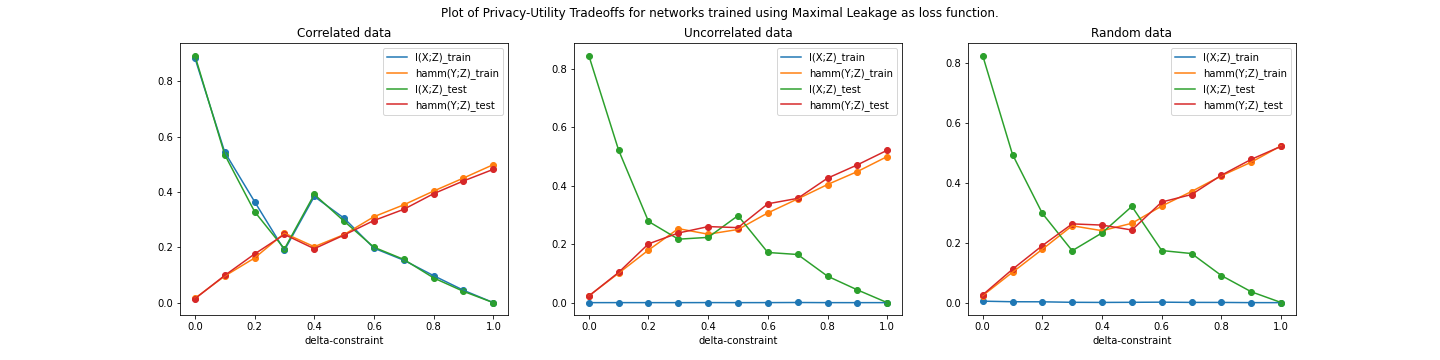 Plot of Privacy-Utility Tradeoffs for networks trained using Maximal Leakage as loss function.
Correlated data
I(X;Z)_train
hamm(Y;Z)_train
I(X;Z)_test
hamm(Y;Z)_test
0.8
0.6
0.4
0.2
0.0
0.0 0.2 0.4 0.6 0.8 1.0
delta-constraint
Uncorrelated data
I(X;Z)_train
hamm(Y;Z)_train
I(X;Z)_test
hamm(Y;Z)_test
0.8
0.6
0.4
0.2
0.0
0.0 0.2 0.4 0.6 0.8 1.0
delta-constraint
Random data
I(X;Z)_train
hamm(Y;Z)_train
I(X;Z)_test
hamm(Y;Z)_test
0.8
0.6
0.4
0.2
0.0
0.0 0.2 0.4 0.6 0.8 1.0
delta-constraint